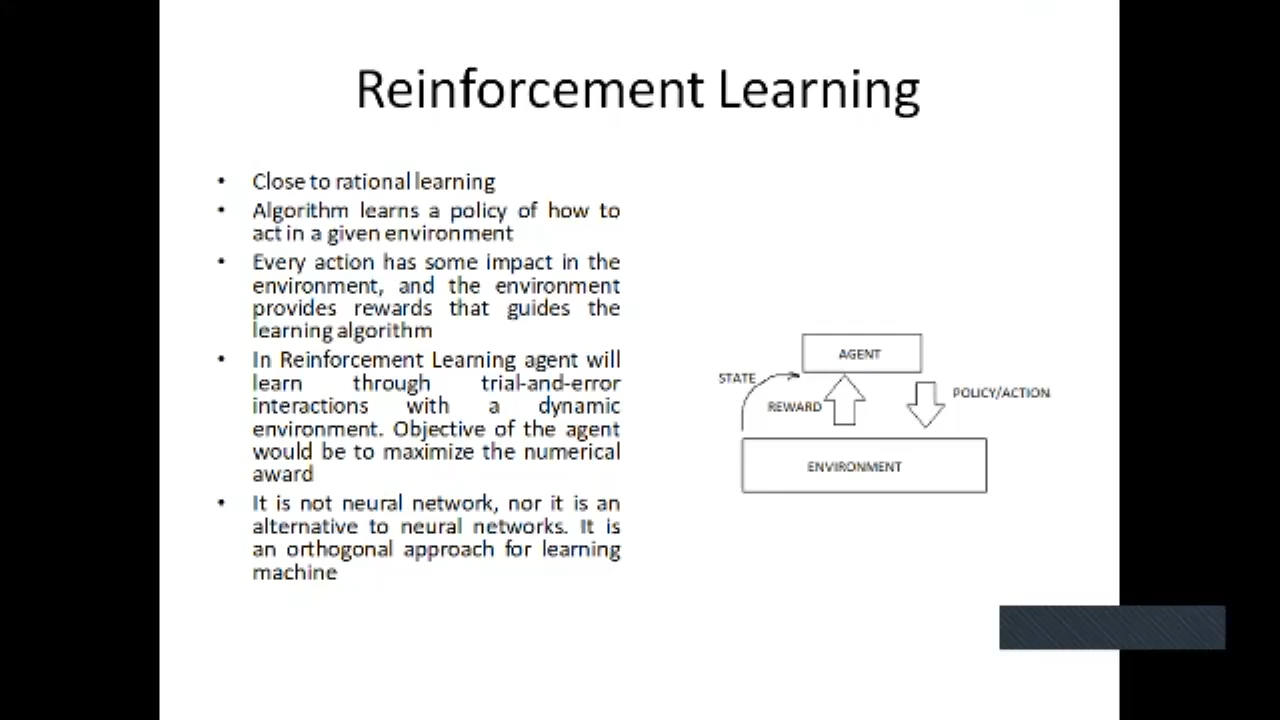 Reinforcement Learning
• Close to rational learning
• Algorithm learns a policy of how to
act in a given environment
• Every action has some impact in the
environment, and the environment
provides rewards that guides the
learning algorithm
• In Reinforcement Learning agent will
learn through trial-and-error
interactions with a dynamic
environment. Objective of the agent
would be to maximize the numerical
award
• It is not neural network, nor it is an
alternative to neural networks. It is
an orthogonal approach for learning
machine
AGENT
STATE
REWARD
POLICY/ACTION
ENVIRONMENT